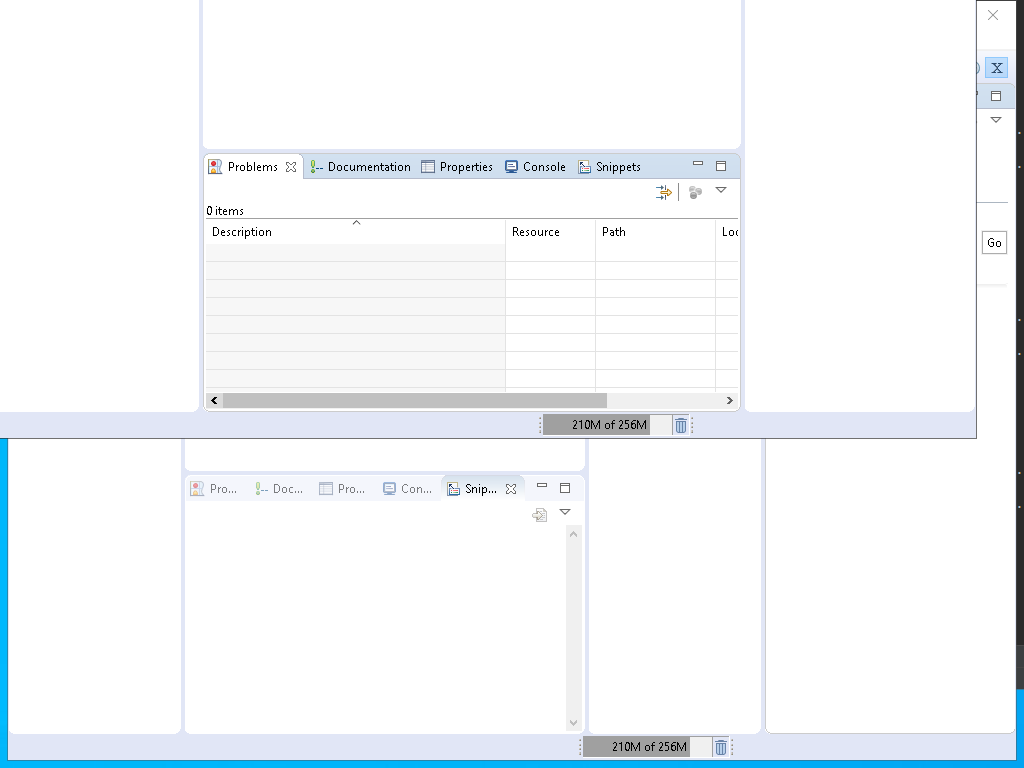 X
Problems Documentation Properties Console Snippets
0 items
Description Resource Path Loc
Go
210M of 256M
Pro... Doc... Pro... Con... Snip...
210M of 256M